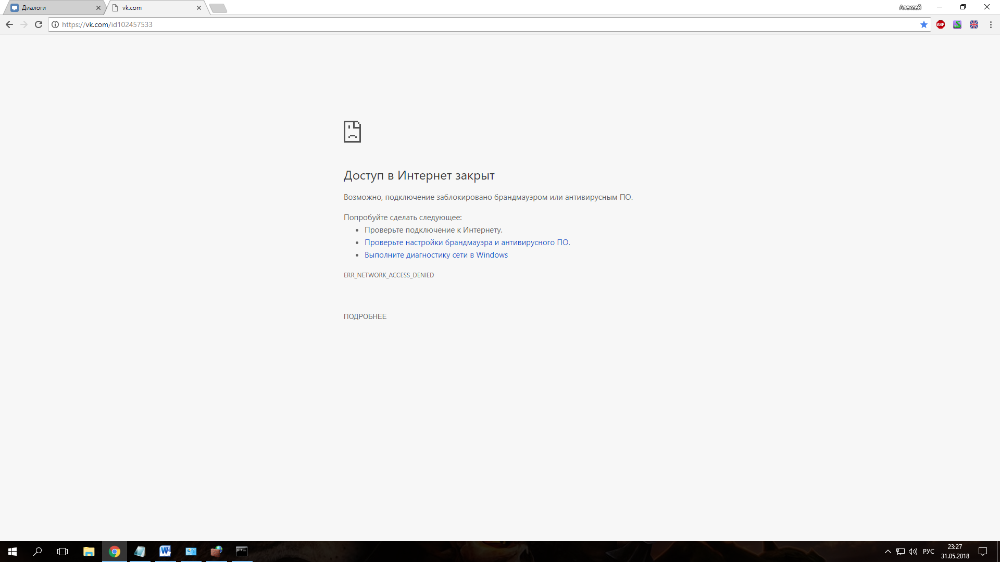 Диалоги
vk.com
Алексей
https://vk.com/id102457533
ABP
Доступ в Интернет закрыт
Возможно, подключение заблокировано брандмауэром или антивирусным ПО.
Попробуйте сделать следующее:
Проверьте подключение к Интернету.
Проверьте настройки брандмауэра и антивирусного ПО.
Выполните диагностику сети в Windows
ERR_NETWORK_ACCESS_DENIED
ПОДРОБНЕЕ
РУС
23:27
31.05.2018